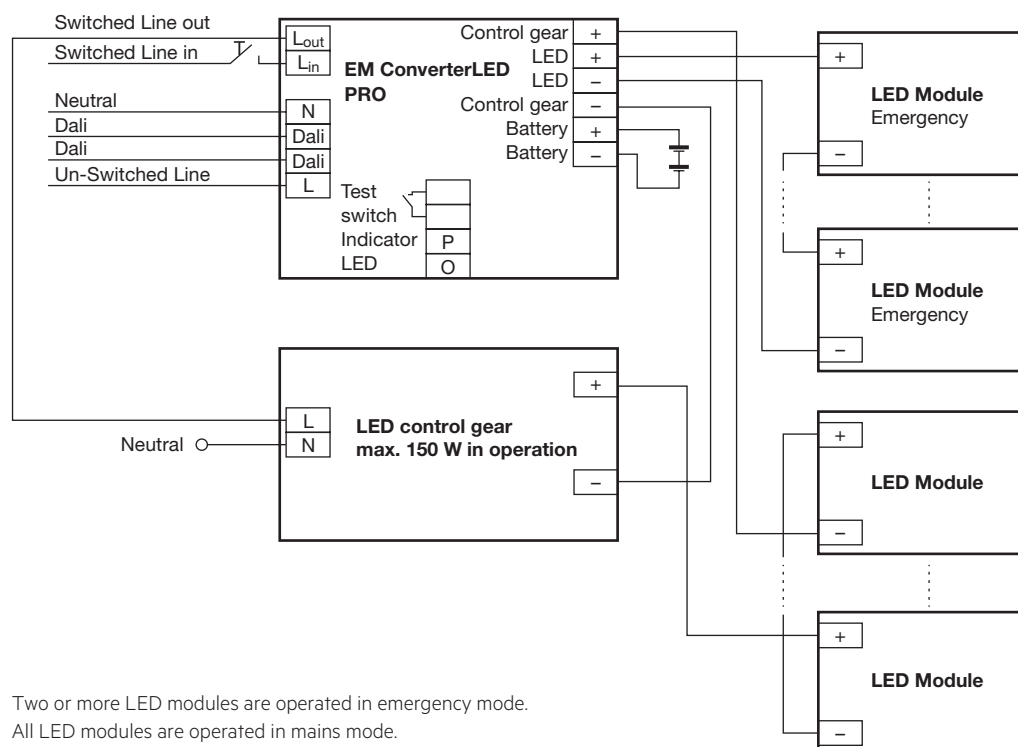 Switched Line out
Switched Line in
Neutral
Dali
Dali
Un-Switched Line
Lout
Lin
N
Dali
Dali
L
EM ConverterLED
PRO
Control gear +
LED +
LED –
Control gear –
Battery +
Battery –
Test
switch
Indicator P
LED O
+
LED Module
Emergency
–
+
LED Module
Emergency
–
L
N
Neutral
LED control gear
max. 150 W in operation
+
–
+
LED Module
–
+
LED Module
–
Two or more LED modules are operated in emergency mode.
All LED modules are operated in mains mode.